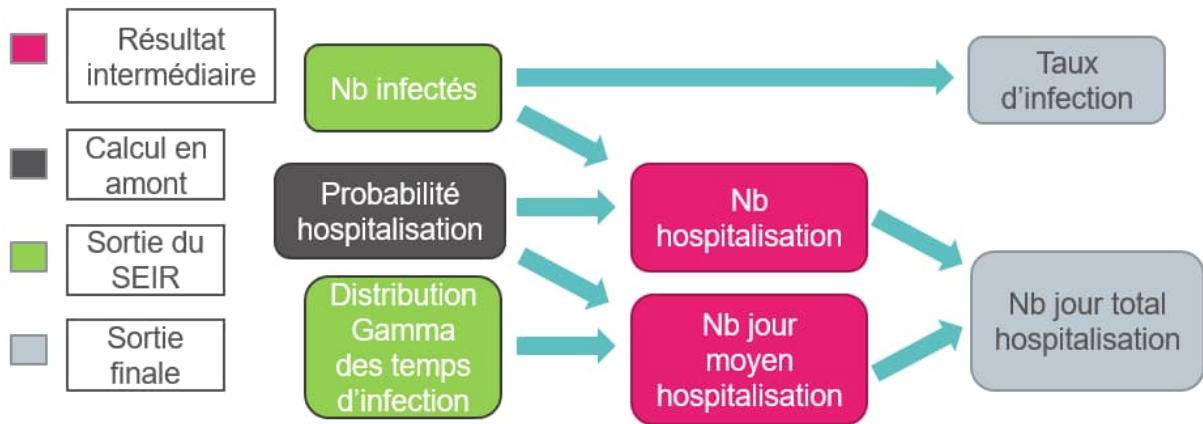 Résultat
intermédiaire
Calcul en
amont
Sortie du
SEIR
Sortie
finale
Nb infectés
Probabilité
hospitalisation
Distribution
Gamma
des temps
d'infection
Nb
hospitalisation
Nb jour
moyen
hospitalisation
Taux
d'infection
Nb jour total
hospitalisation